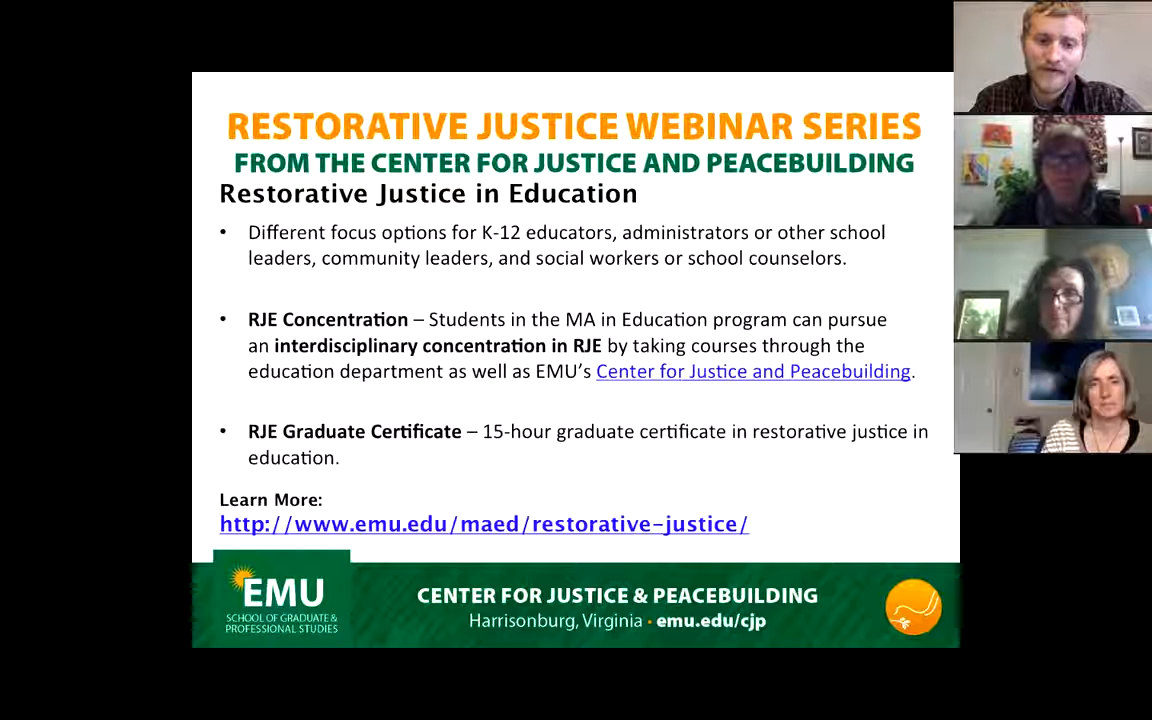 RESTORATIVE JUSTICE WEBINAR SERIES
FROM THE CENTER FOR JUSTICE AND PEACEBUILDING
Restorative Justice in Education
• Different focus options for K-12 educators, administrators or other school
leaders, community leaders, and social workers or school counselors.
• RJE Concentration – Students in the MA in Education program can pursue
an interdisciplinary concentration in RJE by taking courses through the
education department as well as EMU’s Center for Justice and Peacebuilding.
• RJE Graduate Certificate – 15-hour graduate certificate in restorative justice in
education.
Learn More:
http://www.emu.edu/maed/restorative-justice/
EMU
SCHOOL OF GRADUATE &
PROFESSIONAL STUDIES
CENTER FOR JUSTICE & PEACEBUILDING
Harrisonburg, Virginia • emu.edu/cjp